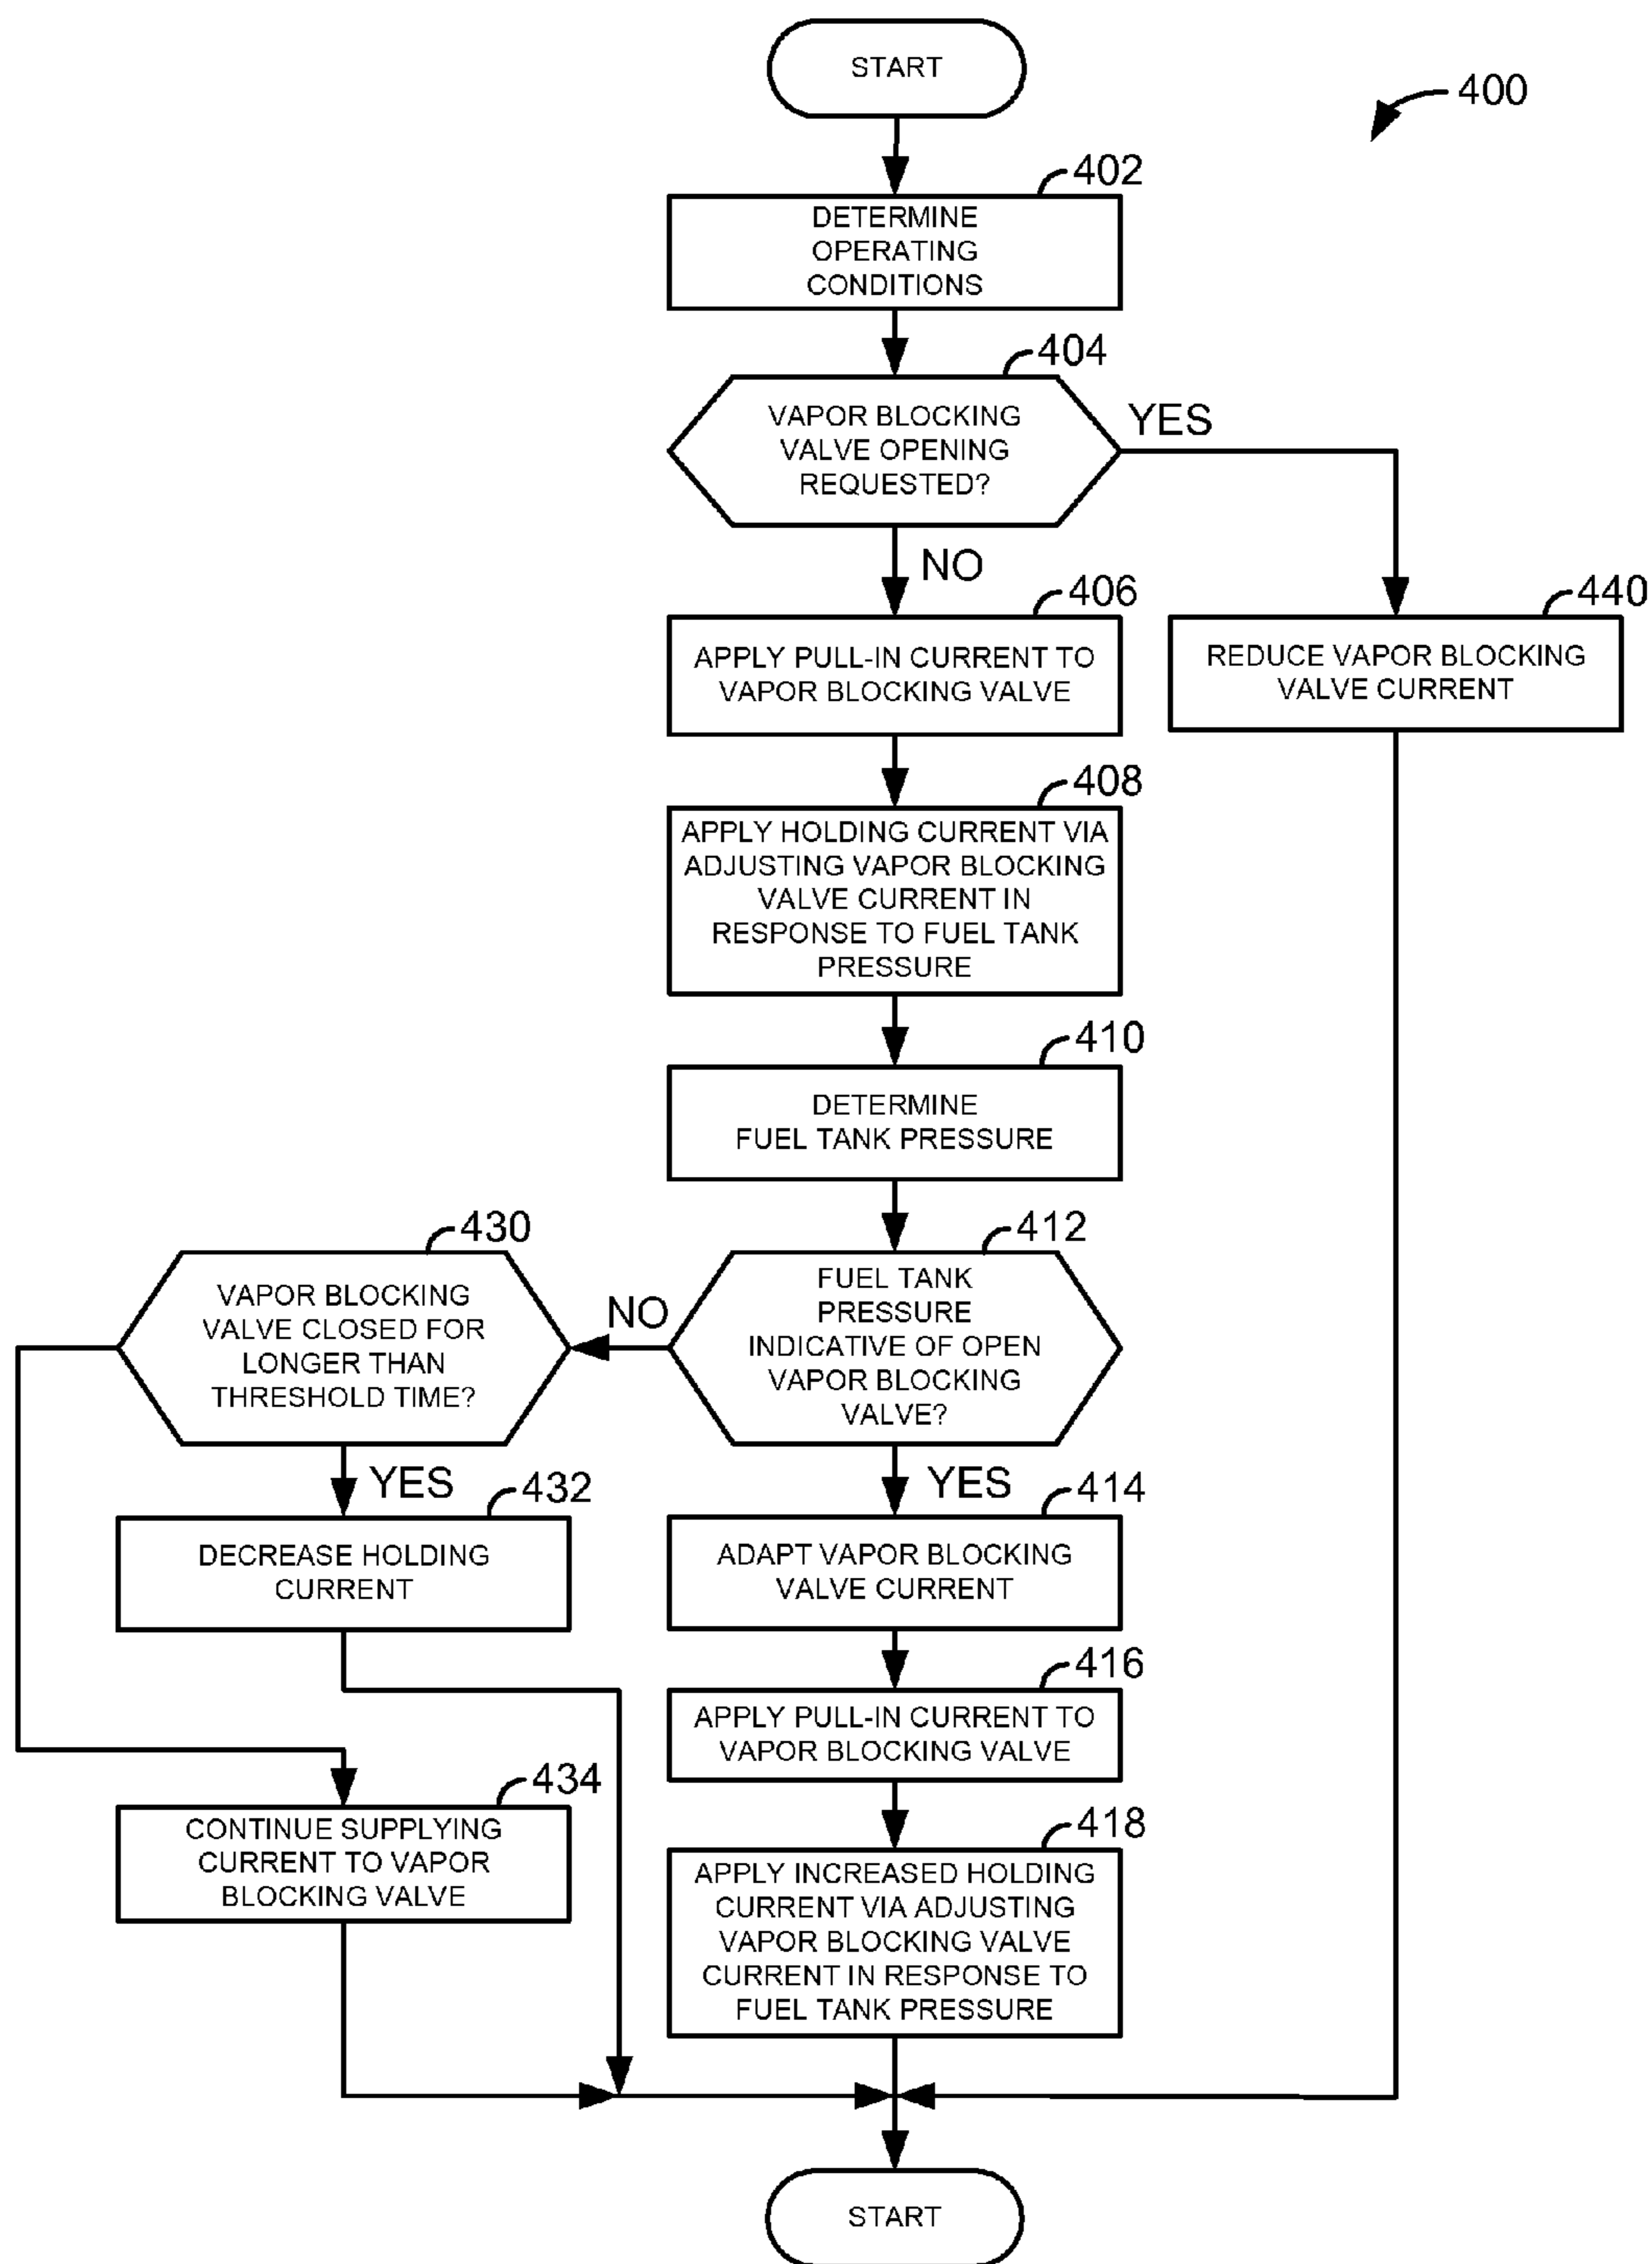 START
400
402
DETERMINE
OPERATING
CONDITIONS
404
VAPOR BLOCKING
VALVE OPENING
REQUESTED?
YES
NO
406
APPLY PULL-IN CURRENT TO
VAPOR BLOCKING VALVE
440
REDUCE VAPOR BLOCKING
VALVE CURRENT
408
APPLY HOLDING CURRENT VIA
ADJUSTING VAPOR BLOCKING
VALVE CURRENT IN
RESPONSE TO FUEL TANK
PRESSURE
410
DETERMINE
FUEL TANK PRESSURE
412
FUEL TANK
PRESSURE
INDICATIVE OF OPEN
VAPOR BLOCKING
VALVE?
NO
430
VAPOR BLOCKING
VALVE CLOSED FOR
LONGER THAN
THRESHOLD TIME?
YES
432
DECREASE HOLDING
CURRENT
434
CONTINUE SUPPLYING
CURRENT TO VAPOR
BLOCKING VALVE
YES
414
ADAPT VAPOR BLOCKING
VALVE CURRENT
416
APPLY PULL-IN CURRENT TO
VAPOR BLOCKING VALVE
418
APPLY INCREASED HOLDING
CURRENT VIA ADJUSTING
VAPOR BLOCKING VALVE
CURRENT IN RESPONSE TO
FUEL TANK PRESSURE
START